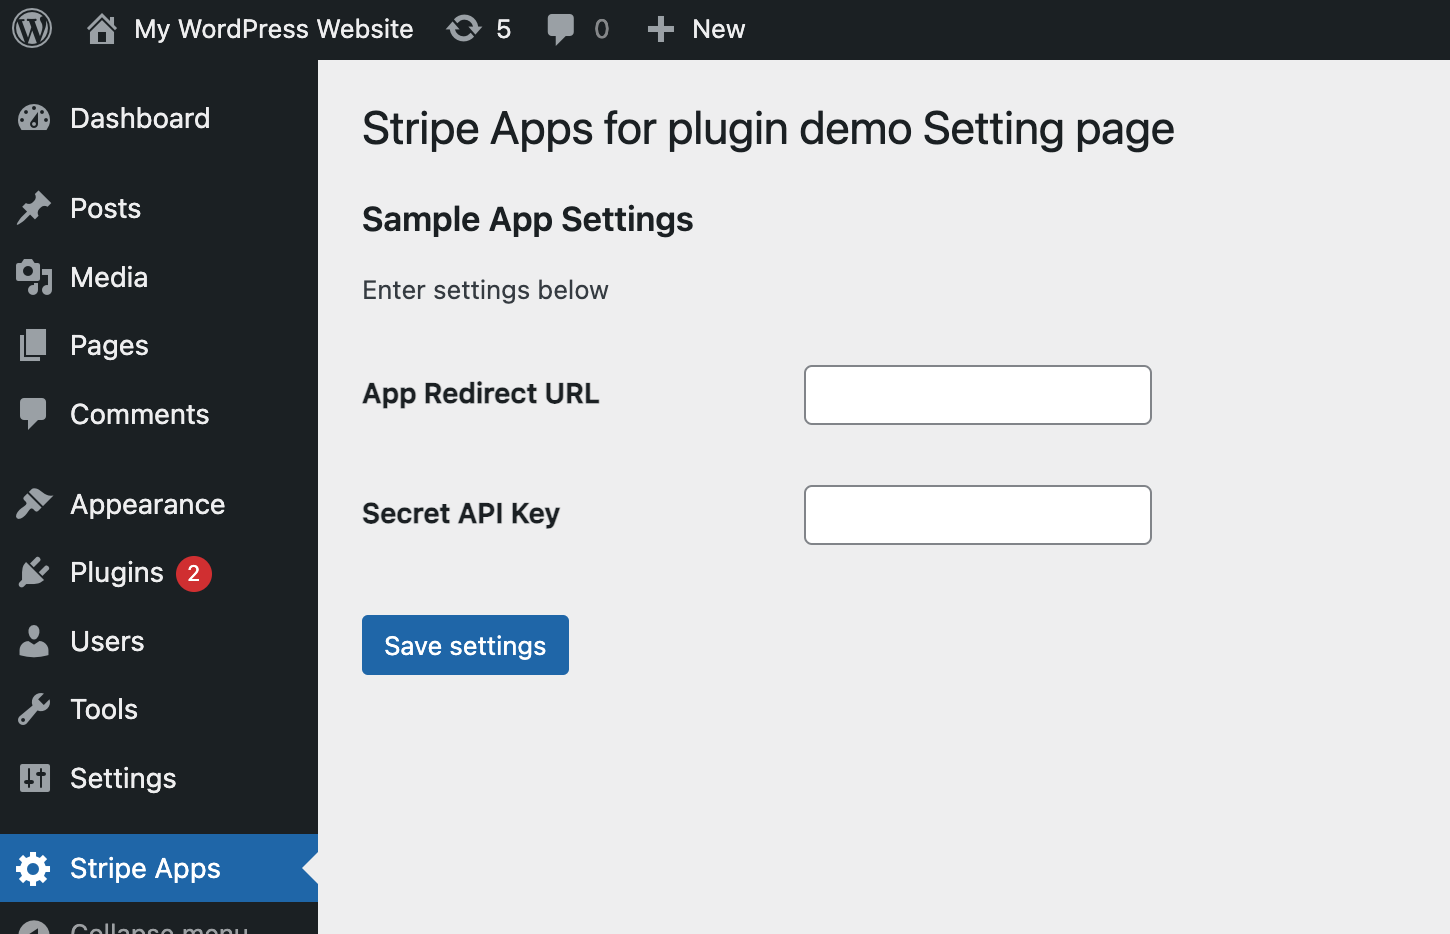 My WordPress Website 5 0 New
Dashboard
Posts
Media
Pages
Comments
Appearance
Plugins 2
Users
Tools
Settings
Stripe Apps
Collapse menu
Stripe Apps for plugin demo Setting page
Sample App Settings
Enter settings below
App Redirect URL
Secret API Key
Save settings